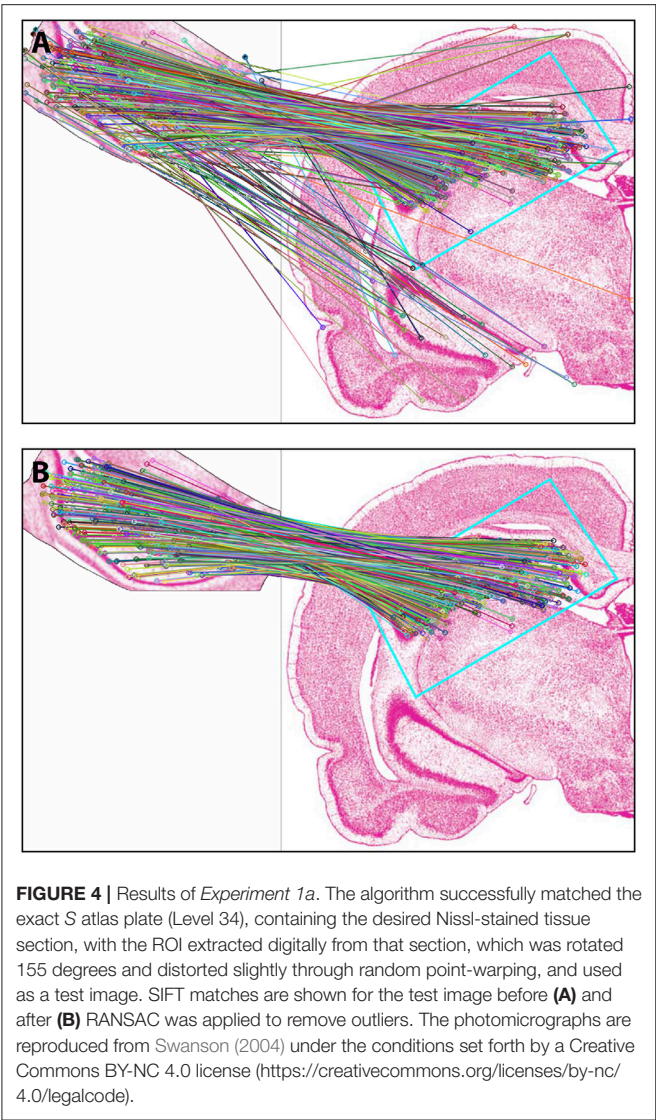 A
B
FIGURE 4 | Results of Experiment 1a. The algorithm successfully matched the
exact S atlas plate (Level 34), containing the desired Nissl-stained tissue
section, with the ROI extracted digitally from that section, which was rotated
155 degrees and distorted slightly through random point-warping, and used
as a test image. SIFT matches are shown for the test image before (A) and
after (B) RANSAC was applied to remove outliers. The photomicrographs are
reproduced from Swanson (2004) under the conditions set forth by a Creative
Commons BY-NC 4.0 license (https://creativecommons.org/licenses/by-nc/
4.0/legalcode).